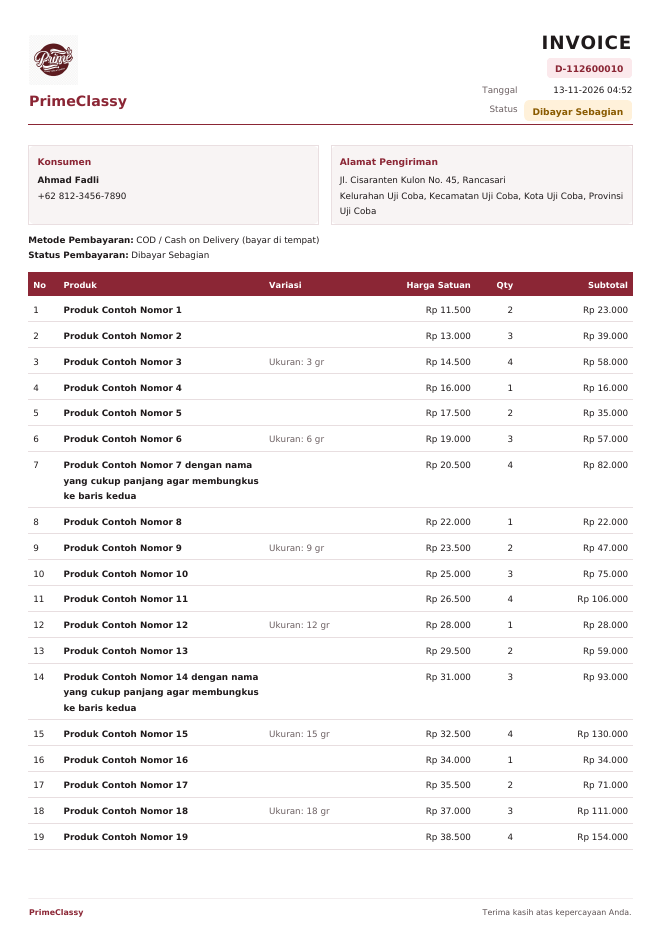 Prime
PrimeClassy
INVOICE
D-112600010
Tanggal 13-11-2026 04:52
Status Dibayar Sebagian
Konsumen
Ahmad Fadli
+62 812-3456-7890
Alamat Pengiriman
Jl. Cisaranten Kulon No. 45, Rancasari
Kelurahan Uji Coba, Kecamatan Uji Coba, Kota Uji Coba, Provinsi
Uji Coba
Metode Pembayaran: COD / Cash on Delivery (bayar di tempat)
Status Pembayaran: Dibayar Sebagian
No Produk Variasi Harga Satuan Qty Subtotal
1 Produk Contoh Nomor 1 Rp 11.500 2 Rp 23.000
2 Produk Contoh Nomor 2 Rp 13.000 3 Rp 39.000
3 Produk Contoh Nomor 3 Ukuran: 3 gr Rp 14.500 4 Rp 58.000
4 Produk Contoh Nomor 4 Rp 16.000 1 Rp 16.000
5 Produk Contoh Nomor 5 Rp 17.500 2 Rp 35.000
6 Produk Contoh Nomor 6 Ukuran: 6 gr Rp 19.000 3 Rp 57.000
7 Produk Contoh Nomor 7 dengan nama Rp 20.500 4 Rp 82.000
yang cukup panjang agar membungkus
ke baris kedua
8 Produk Contoh Nomor 8 Rp 22.000 1 Rp 22.000
9 Produk Contoh Nomor 9 Ukuran: 9 gr Rp 23.500 2 Rp 47.000
10 Produk Contoh Nomor 10 Rp 25.000 3 Rp 75.000
11 Produk Contoh Nomor 11 Rp 26.500 4 Rp 106.000
12 Produk Contoh Nomor 12 Ukuran: 12 gr Rp 28.000 1 Rp 28.000
13 Produk Contoh Nomor 13 Rp 29.500 2 Rp 59.000
14 Produk Contoh Nomor 14 dengan nama Rp 31.000 3 Rp 93.000
yang cukup panjang agar membungkus
ke baris kedua
15 Produk Contoh Nomor 15 Ukuran: 15 gr Rp 32.500 4 Rp 130.000
16 Produk Contoh Nomor 16 Rp 34.000 1 Rp 34.000
17 Produk Contoh Nomor 17 Rp 35.500 2 Rp 71.000
18 Produk Contoh Nomor 18 Ukuran: 18 gr Rp 37.000 3 Rp 111.000
19 Produk Contoh Nomor 19 Rp 38.500 4 Rp 154.000
PrimeClassy Terima kasih atas kepercayaan Anda.